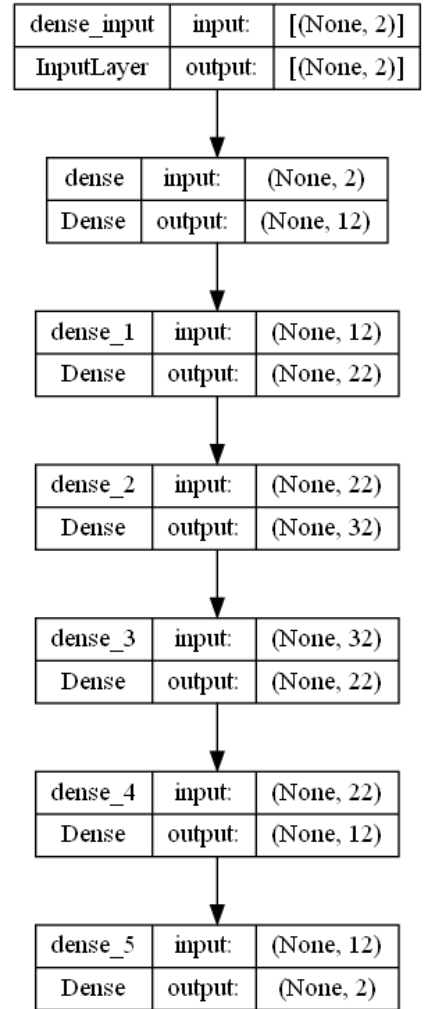 dense_input input: [(None, 2)]
InputLayer output: [(None, 2)]
dense input: (None, 2)
Dense output: (None, 12)
dense_1 input: (None, 12)
Dense output: (None, 22)
dense_2 input: (None, 22)
Dense output: (None, 32)
dense_3 input: (None, 32)
Dense output: (None, 22)
dense_4 input: (None, 22)
Dense output: (None, 12)
dense_5 input: (None, 12)
Dense output: (None, 2)